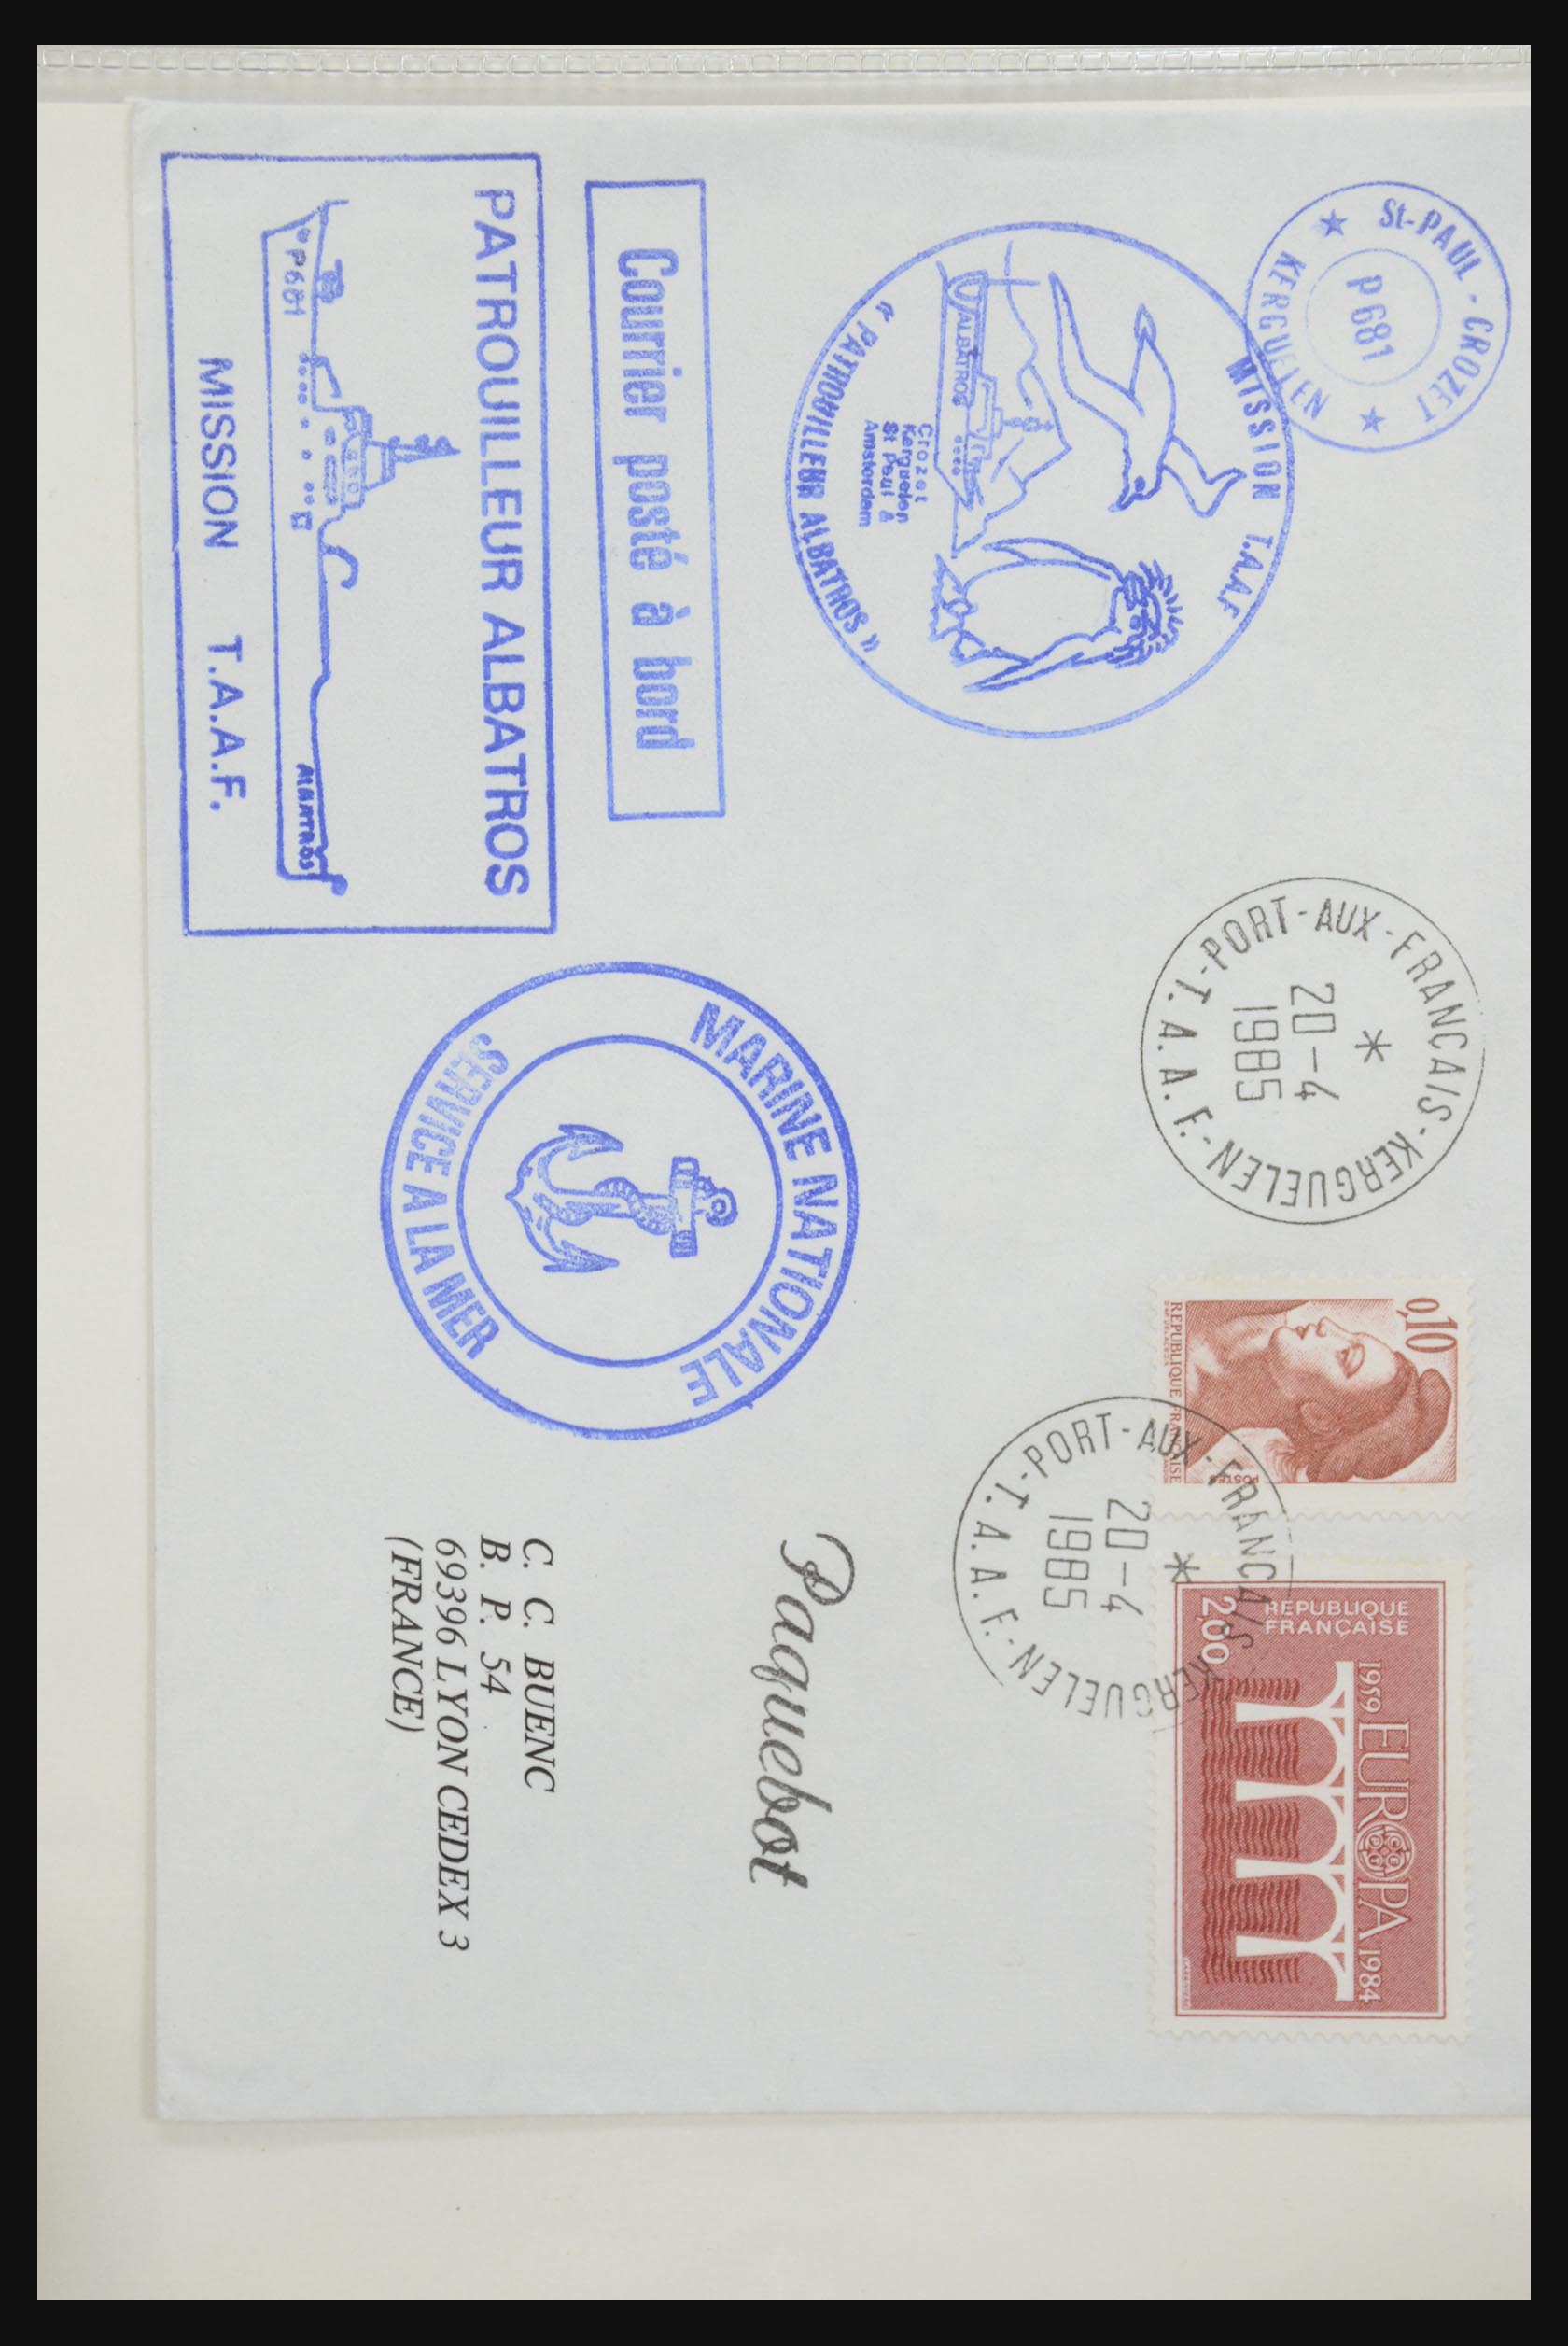 St-PAUL - CROZET
P681
★ KERGUELEN ★
MISSION T.A.A.F
ALBATROS
Crozet
Kerguelen
St Paul &
Amsterdam
« PATROUILLEUR ALBATROS »
Courrier posté à bord
PATROUILLEUR ALBATROS
P681
ALBATROS
MISSION T.A.A.F.
PORT-AUX-FRANCAIS-KERGUELEN
*
20-4
1985
T.A.A.F.
0,10
REPUBLIQUE FRANÇAISE
POSTES
REPUBLIQUE
FRANÇAISE
2,00
1959 EUROPA 1984
PORT-AUX-FRANCAIS-KERGUELEN
*
20-4
1985
T.A.A.F.
MARINE NATIONALE
SERVICE A LA MER
Paquebot
C. C. BUENC
B. P. 54
69396 LYON CEDEX 3
(FRANCE)